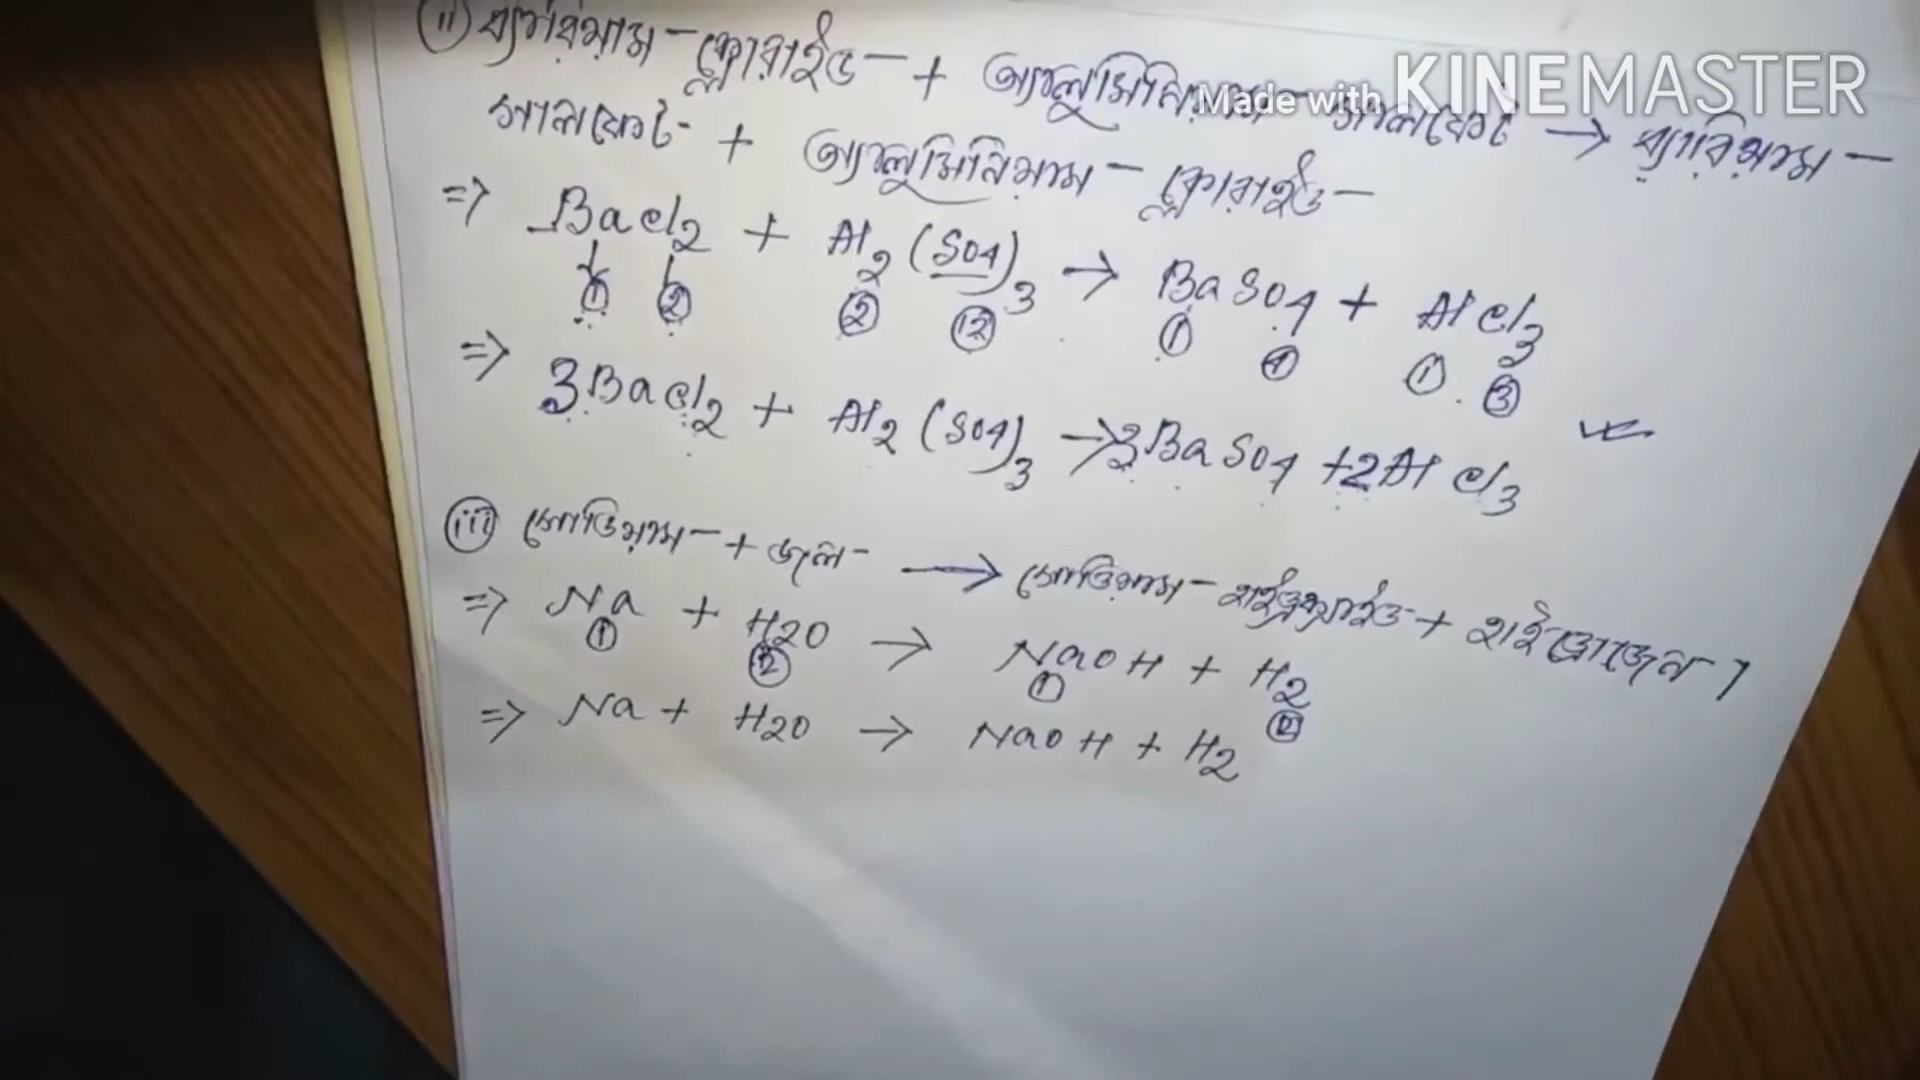 (ii) ব্যারিয়াম ক্লোরাইড + অ্যালুমিনিয়াম সালফেট → ব্যারিয়াম
Made with KINEMASTER
সালফেট + অ্যালুমিনিয়াম ক্লোরাইড
⇒ BaCl2 + Al2(SO4)3 → BaSO4 + AlCl3
① ② ② ⑫ ① ④ ① ③
⇒ 3BaCl2 + Al2(SO4)3 → 3BaSO4 + 2AlCl3
(iii) সোডিয়াম + জল → সোডিয়াম হাইড্রক্সাইড + হাইড্রোজেন ।
⇒ Na + H2O → NaOH + H2
① ② ① ②
⇒ Na + H2O → NaOH + H2